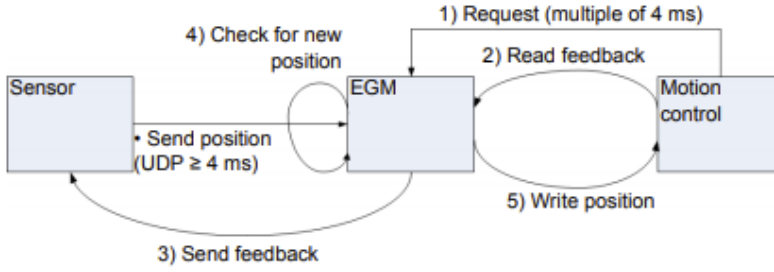 1) Request (multiple of 4 ms)
4) Check for new
position
2) Read feedback
Sensor
EGM
Motion
control
• Send position
(UDP ≥ 4 ms)
5) Write position
3) Send feedback